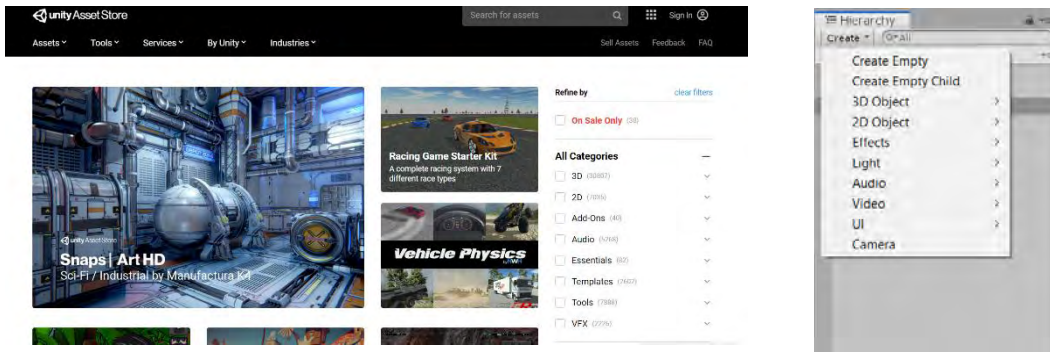 unity Asset Store
Search for assets
Sign In
Assets
Tools
Services
By Unity
Industries
Sell Assets
Feedback
FAQ
unity Asset Store
Snaps | Art HD
Sci-Fi / Industrial by Manufactura K4
Racing Game Starter Kit
A complete racing system with 7
different race types
Vehicle Physics
Refine by
clear filters
On Sale Only
All Categories
3D
2D
Add-Ons (40)
Audio
Essentials
Templates
Tools
VFX
Hierarchy
Create
All
Create Empty
Create Empty Child
3D Object
2D Object
Effects
Light
Audio
Video
UI
Camera